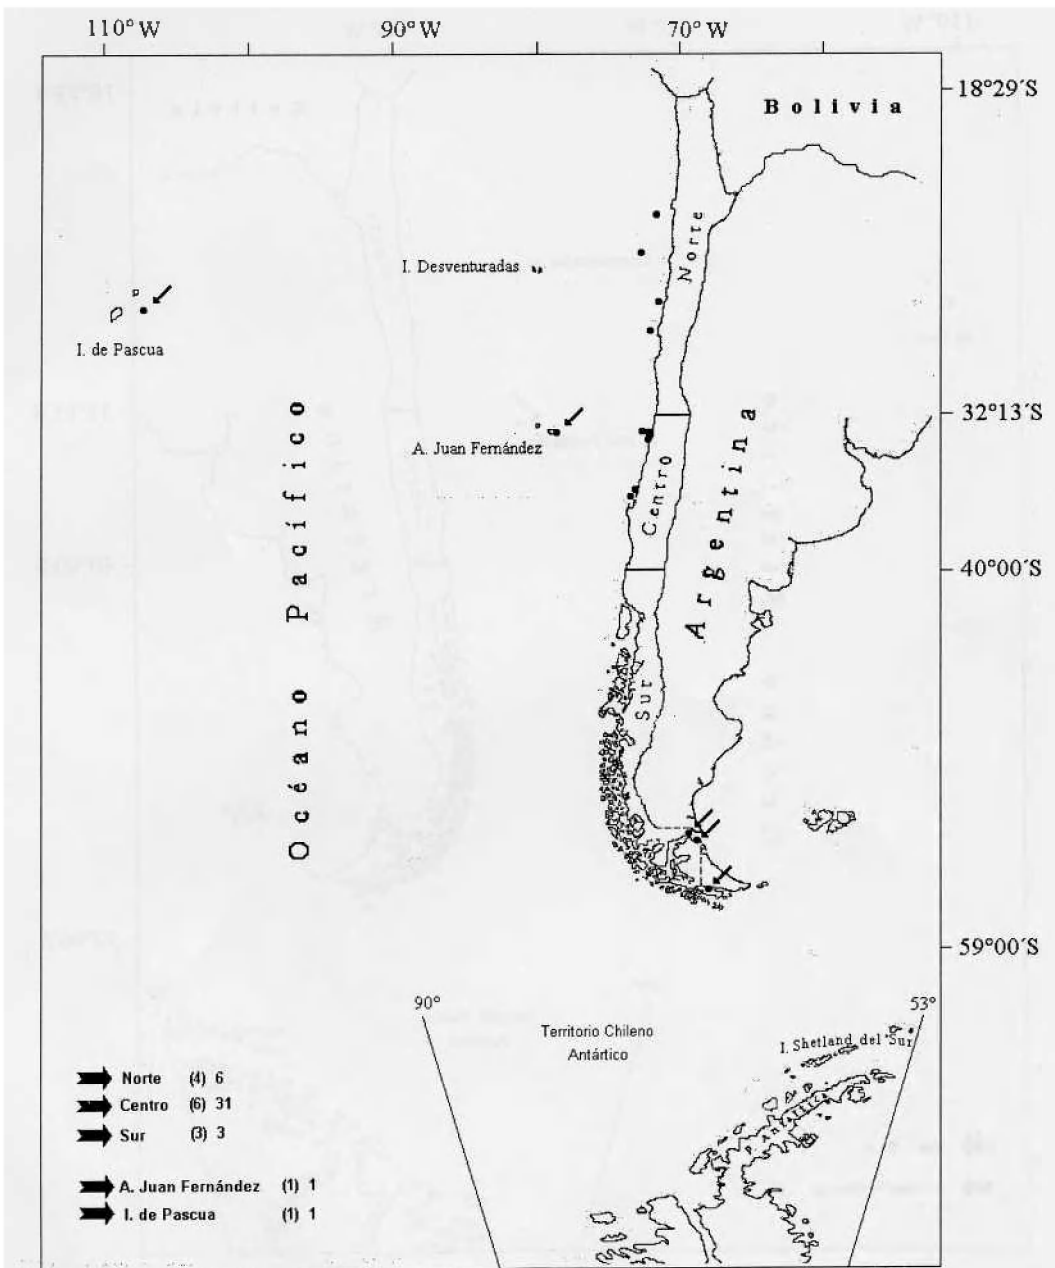 110° W 90° W 70° W
18°29´S
Bolivia
Norte
I. Desventuradas
I. de Pascua
32°13´S
A. Juan Fernández
Centro
Argentina
Océano Pacífico
40°00´S
Sur
59°00´S
90° 53°
Territorio Chileno
Antártico
I. Shetland del Sur
P. Antártica
Norte (4) 6
Centro (6) 31
Sur (3) 3
A. Juan Fernández (1) 1
I. de Pascua (1) 1